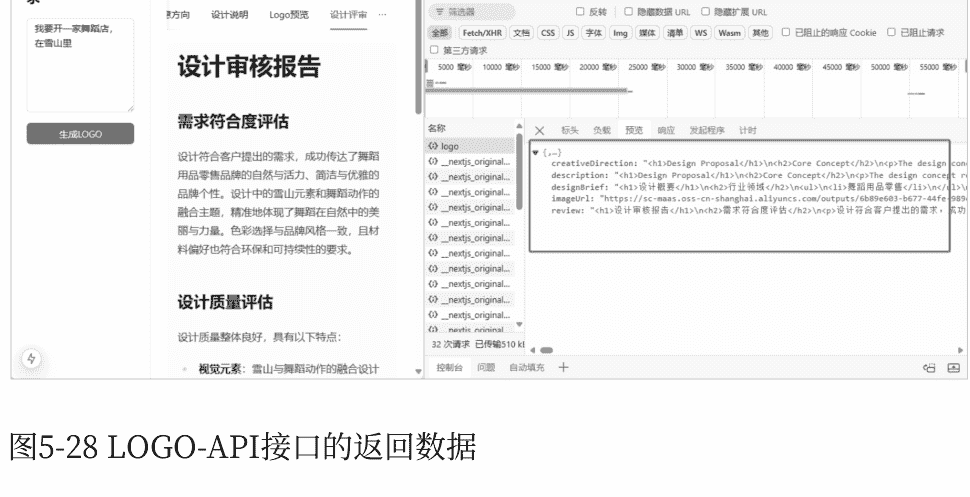 求
我要开一家舞蹈店，
在雪山里
生成LOGO
意方向 设计说明 Logo预览 设计评审 ...
设计审核报告
需求符合度评估
设计符合客户提出的需求，成功传达了舞蹈
用品零售品牌的自然与活力、简洁与优雅的
品牌个性。设计中的雪山元素和舞蹈动作的
融合主题，精准地体现了舞蹈在自然中的美
丽与力量。色彩选择与品牌风格一致，且材
料偏好也符合环保和可持续性的要求。
设计质量评估
设计质量整体良好，具有以下特点：
视觉元素：雪山与舞蹈动作的融合设计
筛选器 反转 隐藏数据 URL 隐藏扩展 URL
全部 Fetch/XHR 文档 CSS JS 字体 Img 媒体 清单 WS Wasm 其他 已阻止的响应 Cookie 已阻止请求
第三方请求
5000 毫秒 10000 毫秒 15000 毫秒 20000 毫秒 25000 毫秒 30000 毫秒 35000 毫秒 40000 毫秒 45000 毫秒 50000 毫秒 55000 毫秒
名称
logo
__nextjs_original...
__nextjs_original...
__nextjs_original...
__nextjs_original...
__nextjs_original...
__nextjs_original...
__nextjs_original...
__nextjs_original...
__nextjs_original...
__nextjs_original...
__nextjs_original...
__nextjs_original...
32 次请求 已传输510 kB
标头 负载 预览 响应 发起程序 计时
{,…}
creativeDirection: "<h1>Design Proposal</h1>\n<h2>Core Concept</h2>\n<p>The design conce
description: "<h1>Design Proposal</h1>\n<h2>Core Concept</h2>\n<p>The design concept re
designBrief: "<h1>设计概要</h1>\n<h2>行业领域</h2>\n<ul>\n<li>舞蹈用品零售</li>\n</ul>\n
imageUrl: "https://sc-maas.oss-cn-shanghai.aliyuncs.com/outputs/6b89e603-b677-44fe-989c
review: "<h1>设计审核报告</h1>\n<h2>需求符合度评估</h2>\n<p>设计符合客户提出的需求，成功
控制台 问题 自动填充
图5-28 LOGO-API接口的返回数据